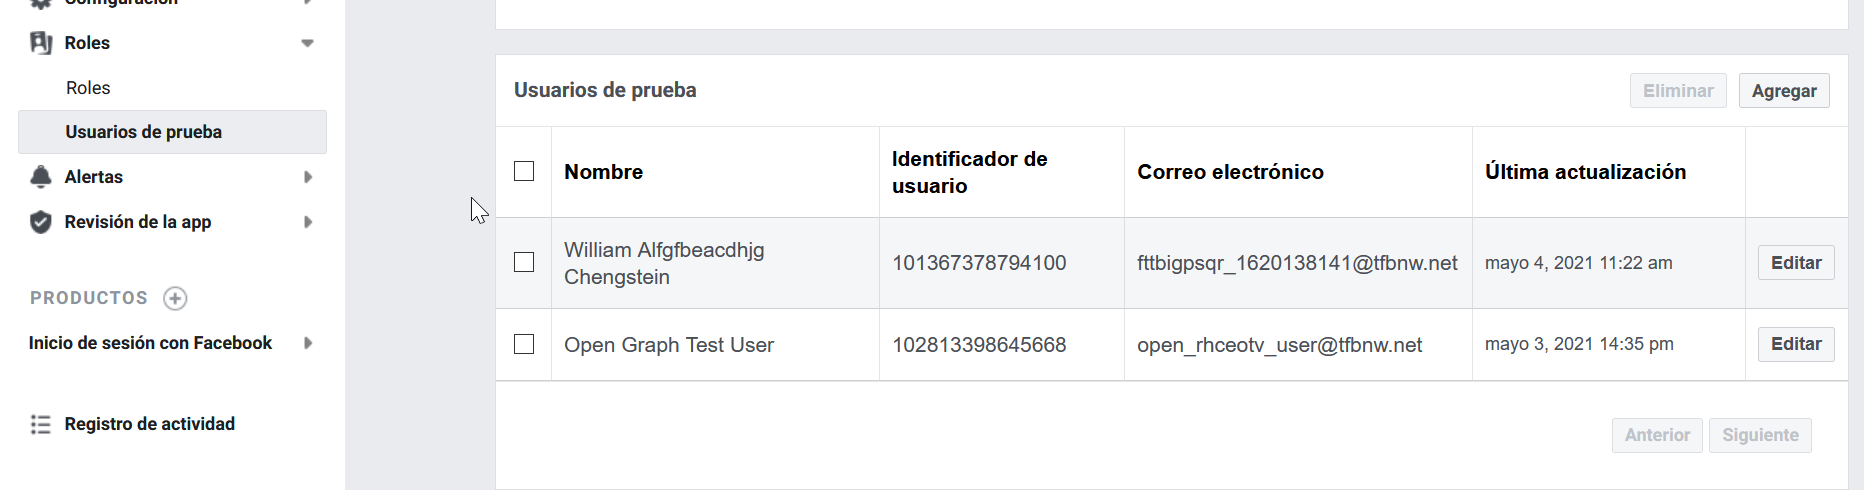 Configuración
Roles
Roles
Usuarios de prueba
Alertas
Revisión de la app
PRODUCTOS
Inicio de sesión con Facebook
Registro de actividad
Usuarios de prueba
Eliminar
Agregar
Nombre
Identificador de
usuario
Correo electrónico
Última actualización
William Alfgfbeacdhjg
Chengstein
101367378794100
fttbigpsqr_1620138141@tfbnw.net
mayo 4, 2021 11:22 am
Editar
Open Graph Test User
102813398645668
open_rhceotv_user@tfbnw.net
mayo 3, 2021 14:35 pm
Editar
Anterior
Siguiente